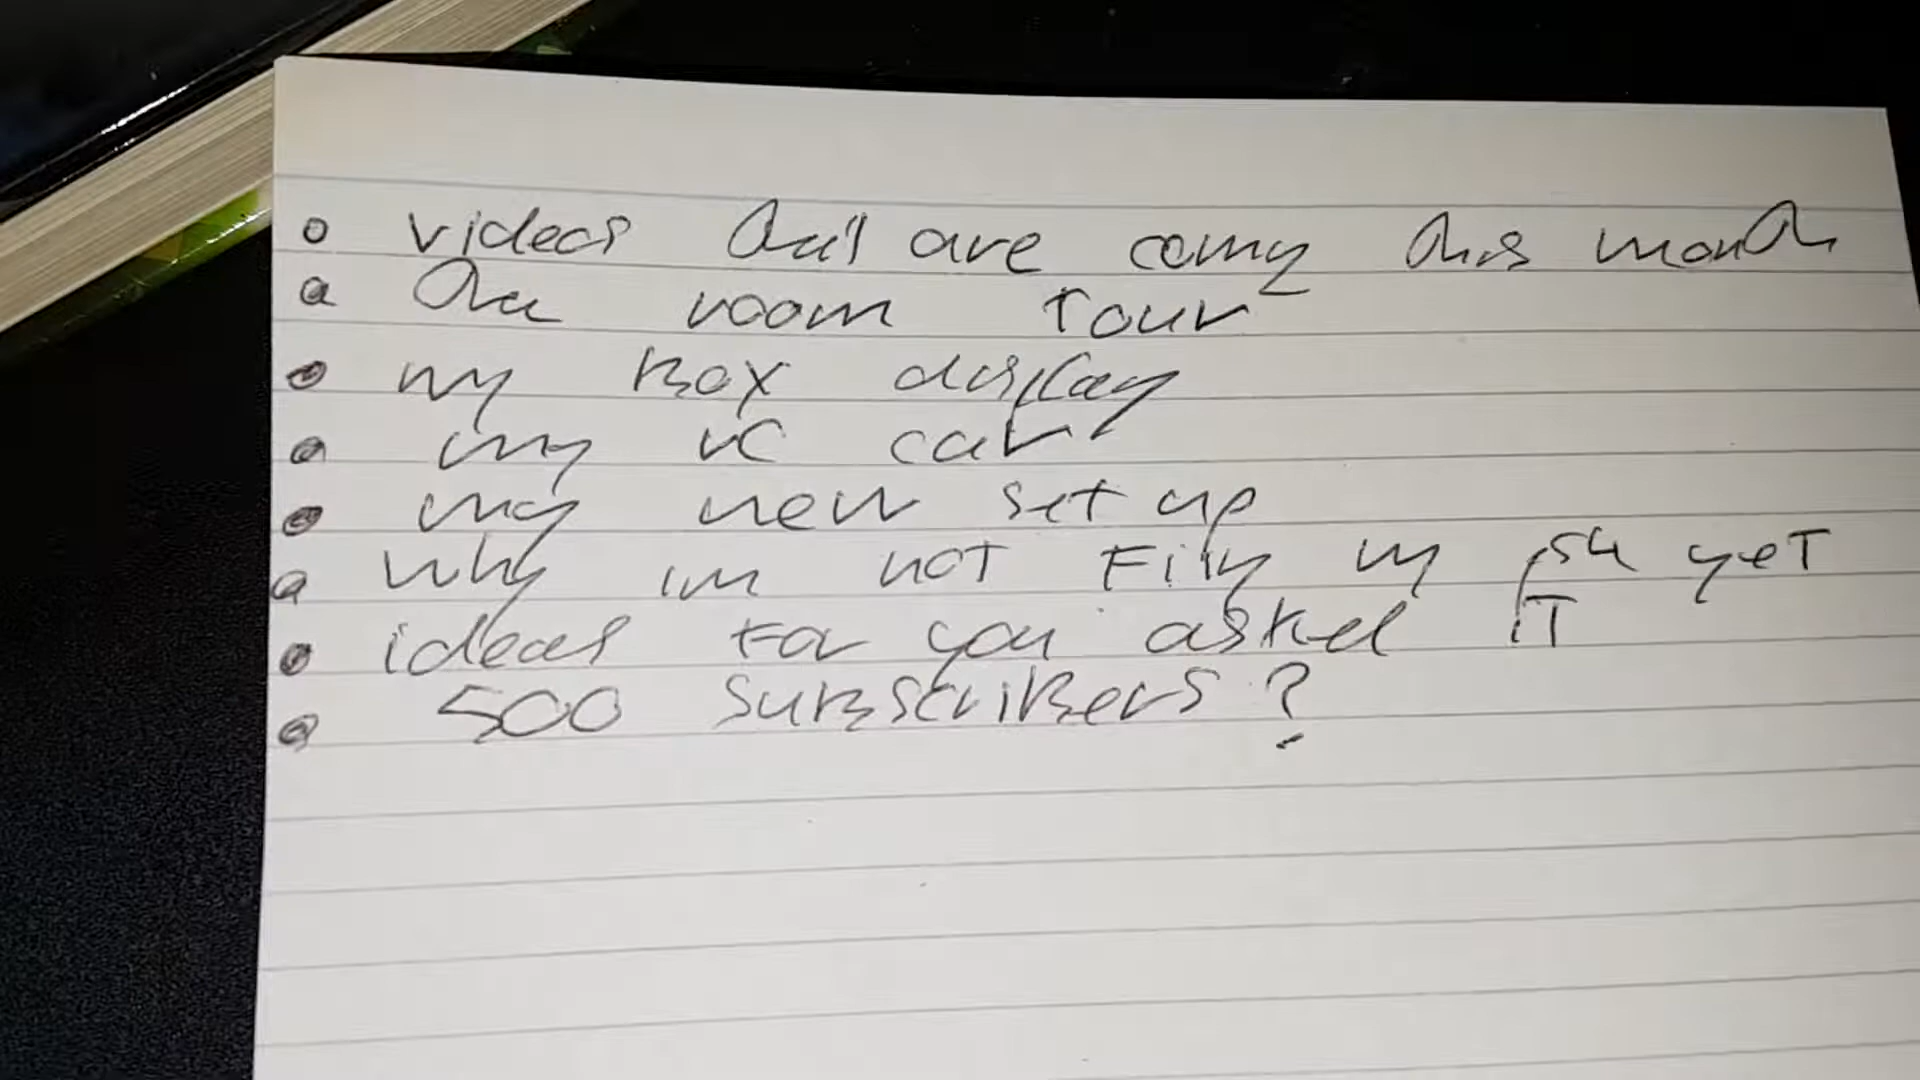 videos that are coming this month
the room Tour
my Box display
my rc car
my new set up
why im not Filming my ps4 yet
ideas For you asked iT
500 SuBscriBers?